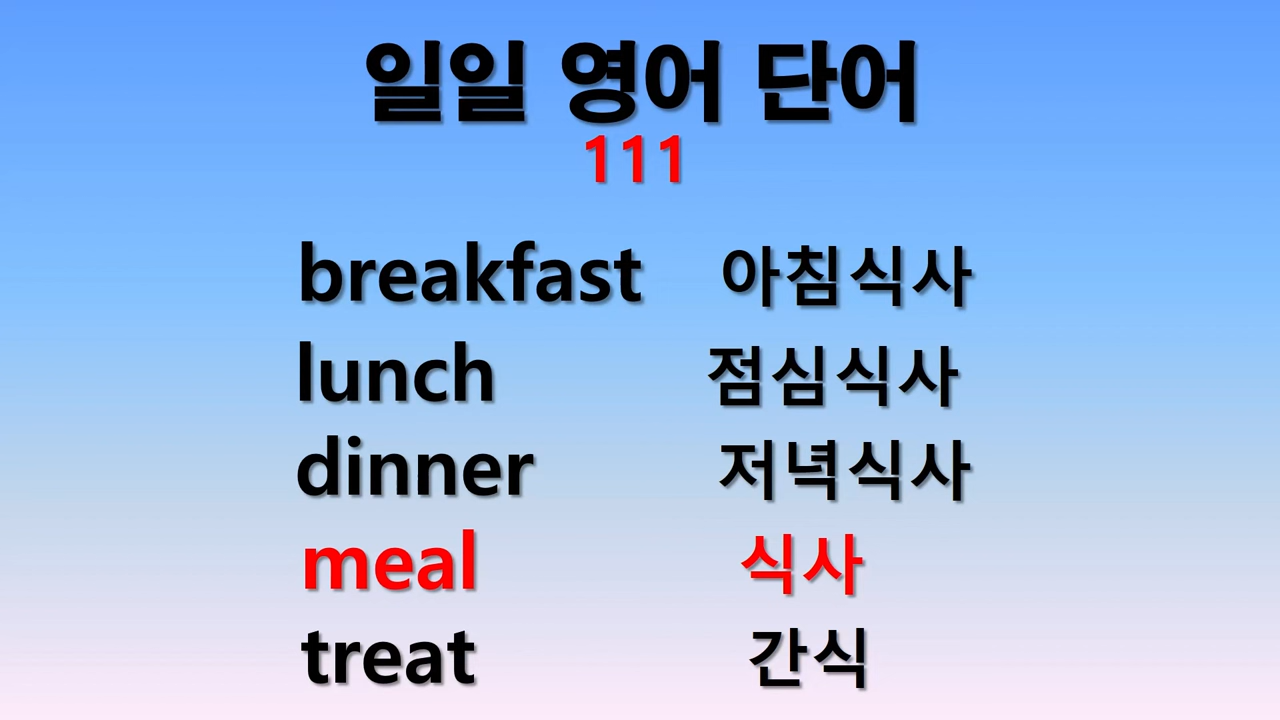 일일 영어 단어
111
breakfast 아침식사
lunch 점심식사
dinner 저녁식사
meal 식사
treat 간식